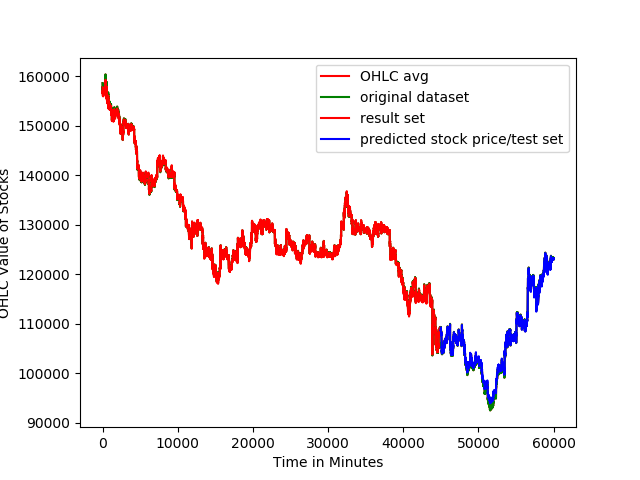 OHLC avg
original dataset
result set
predicted stock price/test set
160000
150000
140000
130000
120000
110000
100000
90000
OHLC Value of Stocks
0 10000 20000 30000 40000 50000 60000
Time in Minutes